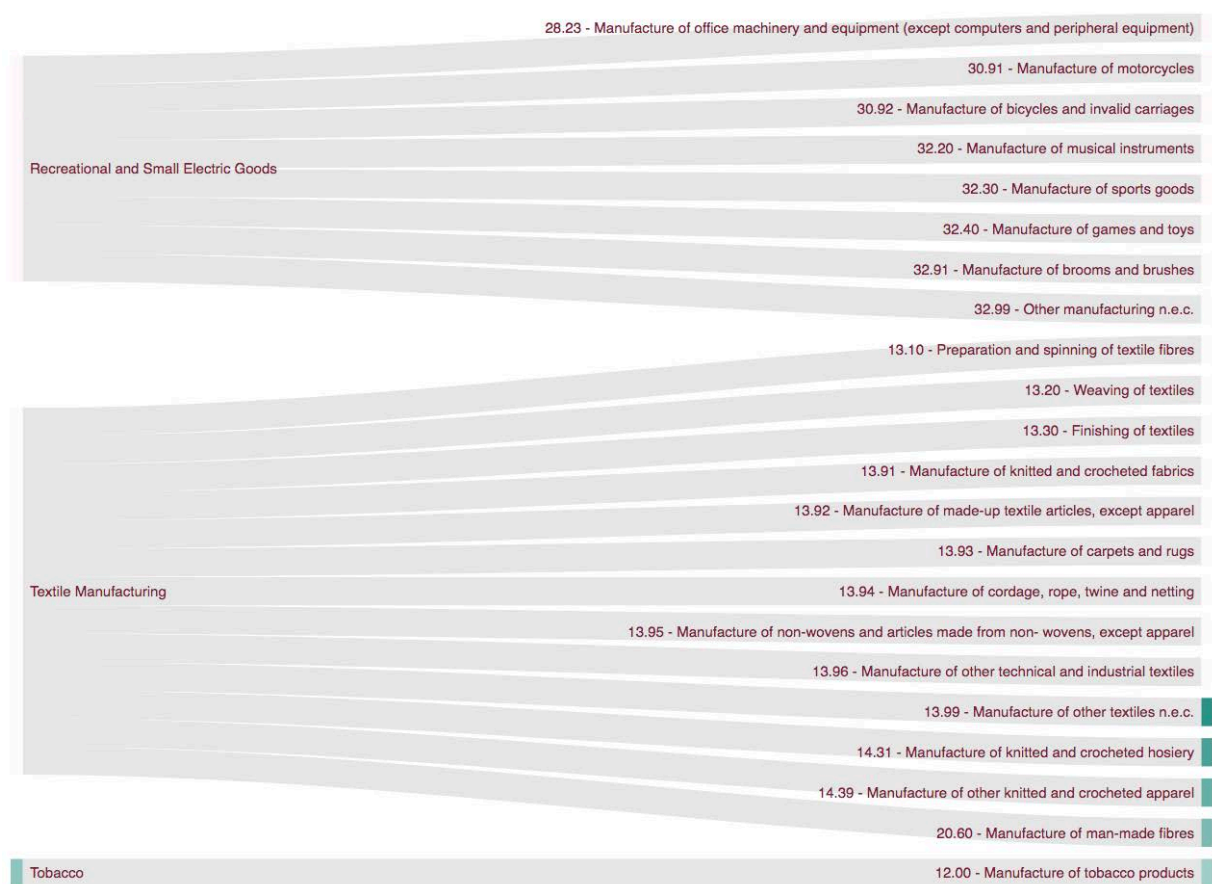 28.23 - Manufacture of office machinery and equipment (except computers and peripheral equipment)
30.91 - Manufacture of motorcycles
30.92 - Manufacture of bicycles and invalid carriages
32.20 - Manufacture of musical instruments
Recreational and Small Electric Goods
32.30 - Manufacture of sports goods
32.40 - Manufacture of games and toys
32.91 - Manufacture of brooms and brushes
32.99 - Other manufacturing n.e.c.
13.10 - Preparation and spinning of textile fibres
13.20 - Weaving of textiles
13.30 - Finishing of textiles
13.91 - Manufacture of knitted and crocheted fabrics
13.92 - Manufacture of made-up textile articles, except apparel
13.93 - Manufacture of carpets and rugs
Textile Manufacturing
13.94 - Manufacture of cordage, rope, twine and netting
13.95 - Manufacture of non-wovens and articles made from non- wovens, except apparel
13.96 - Manufacture of other technical and industrial textiles
13.99 - Manufacture of other textiles n.e.c.
14.31 - Manufacture of knitted and crocheted hosiery
14.39 - Manufacture of other knitted and crocheted apparel
20.60 - Manufacture of man-made fibres
Tobacco
12.00 - Manufacture of tobacco products